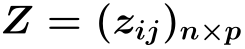 Z = (z_{ij})_{n×p}